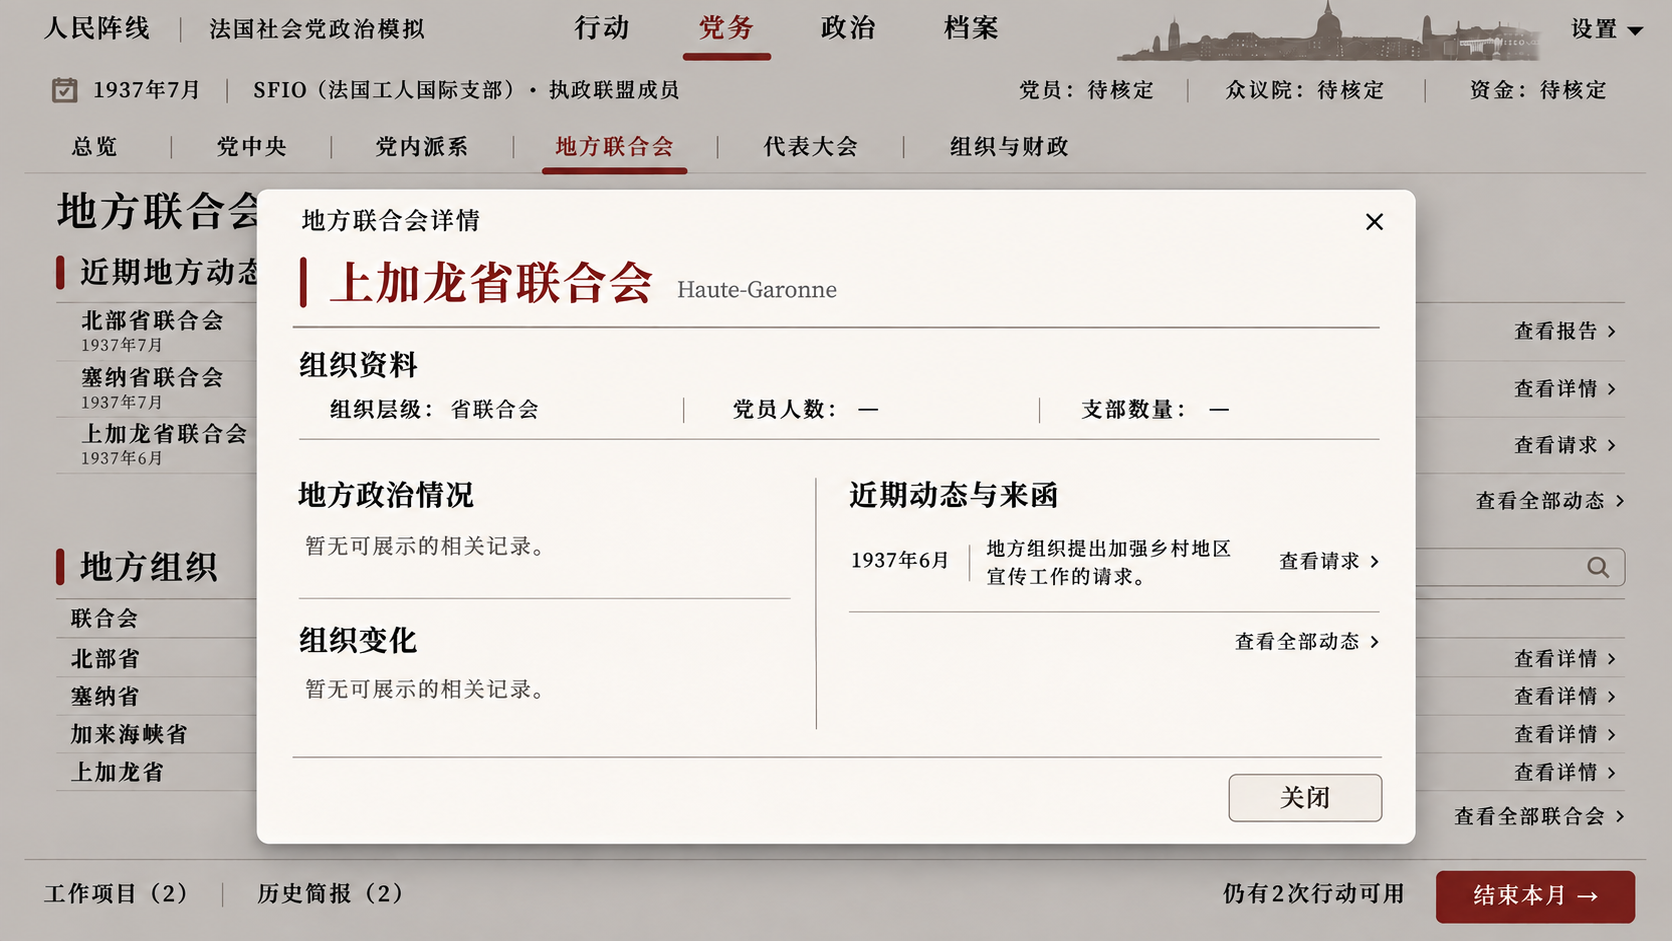 人民阵线
法国社会党政治模拟
行动
党务
政治
档案
设置
1937年7月
SFIO（法国工人国际支部）· 执政联盟成员
党员：待核定
众议院：待核定
资金：待核定
总览
党中央
党内派系
地方联合会
代表大会
组织与财政
地方联合会
近期地方动态
北部省联合会
1937年7月
查看报告
塞纳省联合会
1937年7月
查看详情
上加龙省联合会
1937年6月
查看请求
查看全部动态
地方组织
联合会
北部省
查看详情
塞纳省
查看详情
加来海峡省
查看详情
上加龙省
查看详情
查看全部联合会
地方联合会详情
上加龙省联合会 Haute-Garonne
组织资料
组织层级：省联合会
党员人数：—
支部数量：—
地方政治情况
暂无可展示的相关记录。
组织变化
暂无可展示的相关记录。
近期动态与来函
1937年6月
地方组织提出加强乡村地区
宣传工作的请求。
查看请求
查看全部动态
关闭
工作项目（2）
历史简报（2）
仍有2次行动可用
结束本月 →